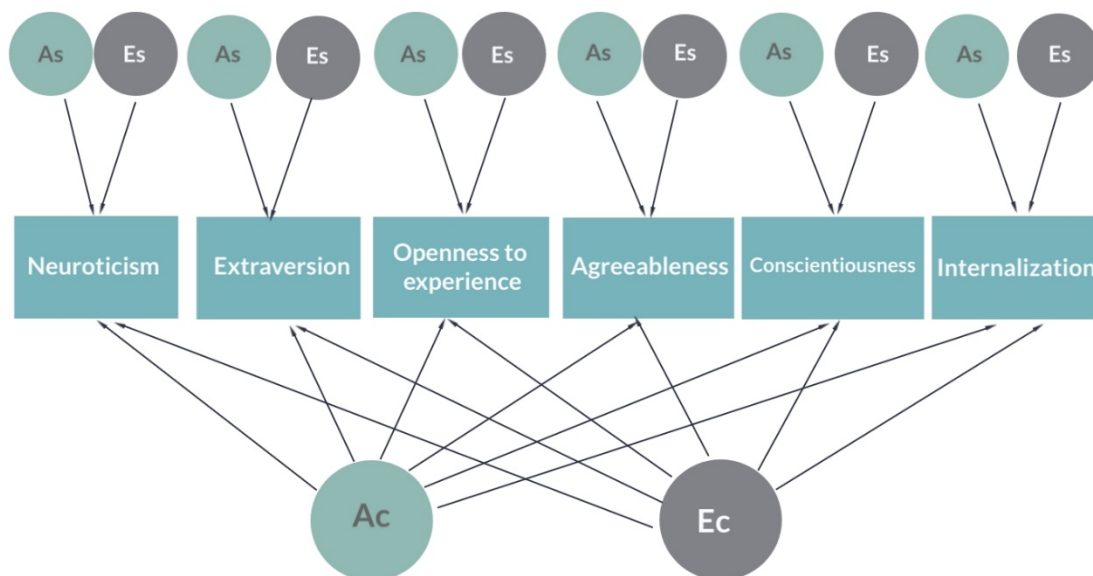 As Es As Es As Es As Es As Es As Es
Neuroticism Extraversion Openness to experience Agreeableness Conscientiousness Internalization
Ac Ec